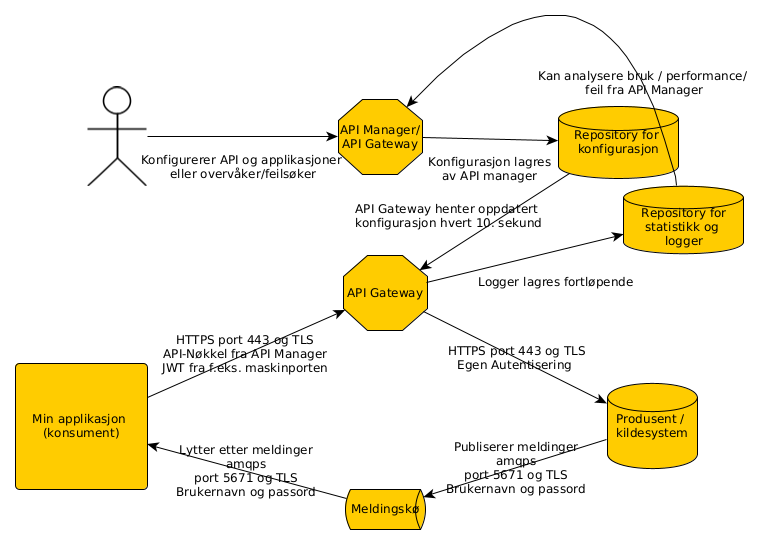 Kan analysere bruk / performance/
feil fra API Manager
API Manager/
API Gateway
Repository for
konfigurasjon
Konfigurerer API og applikasjoner
eller overvåker/feilsøker
Konfigurasjon lagres
av API manager
API Gateway henter oppdatert
konfigurasjon hvert 10. sekund
Repository for
statistikk og
logger
Logger lagres fortløpende
API Gateway
HTTPS port 443 og TLS
API-Nøkkel fra API Manager
JWT fra f.eks. maskinporten
HTTPS port 443 og TLS
Egen Autentisering
Min applikasjon
(konsument)
Produsent /
kildesystem
Lytter etter meldinger
amqps
port 5671 og TLS
Brukernavn og passord
Publiserer meldinger
amqps
port 5671 og TLS
Brukernavn og passord
Meldingskø